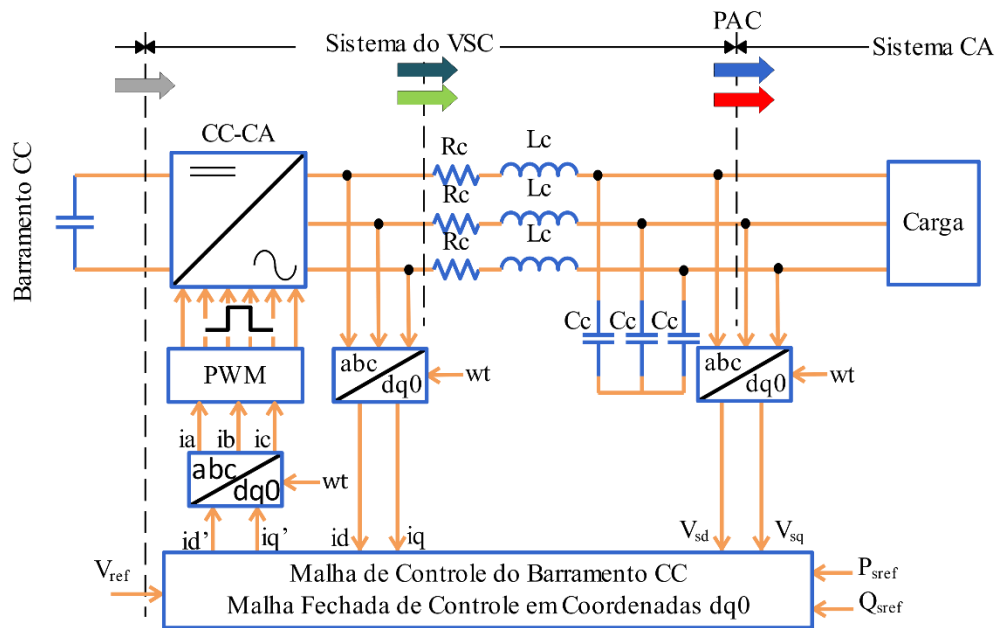 PAC
Sistema do VSC
Sistema CA
CC-CA
Barramento CC
Rc
Lc
Rc
Lc
Rc
Lc
Carga
Cc
Cc
Cc
abc
dq0
wt
abc
dq0
wt
PWM
ia
ib
ic
abc
dq0
wt
id'
iq'
id
iq
Vsd
Vsq
Vref
Malha de Controle do Barramento CC
Malha Fechada de Controle em Coordenadas dq0
Psref
Qsref